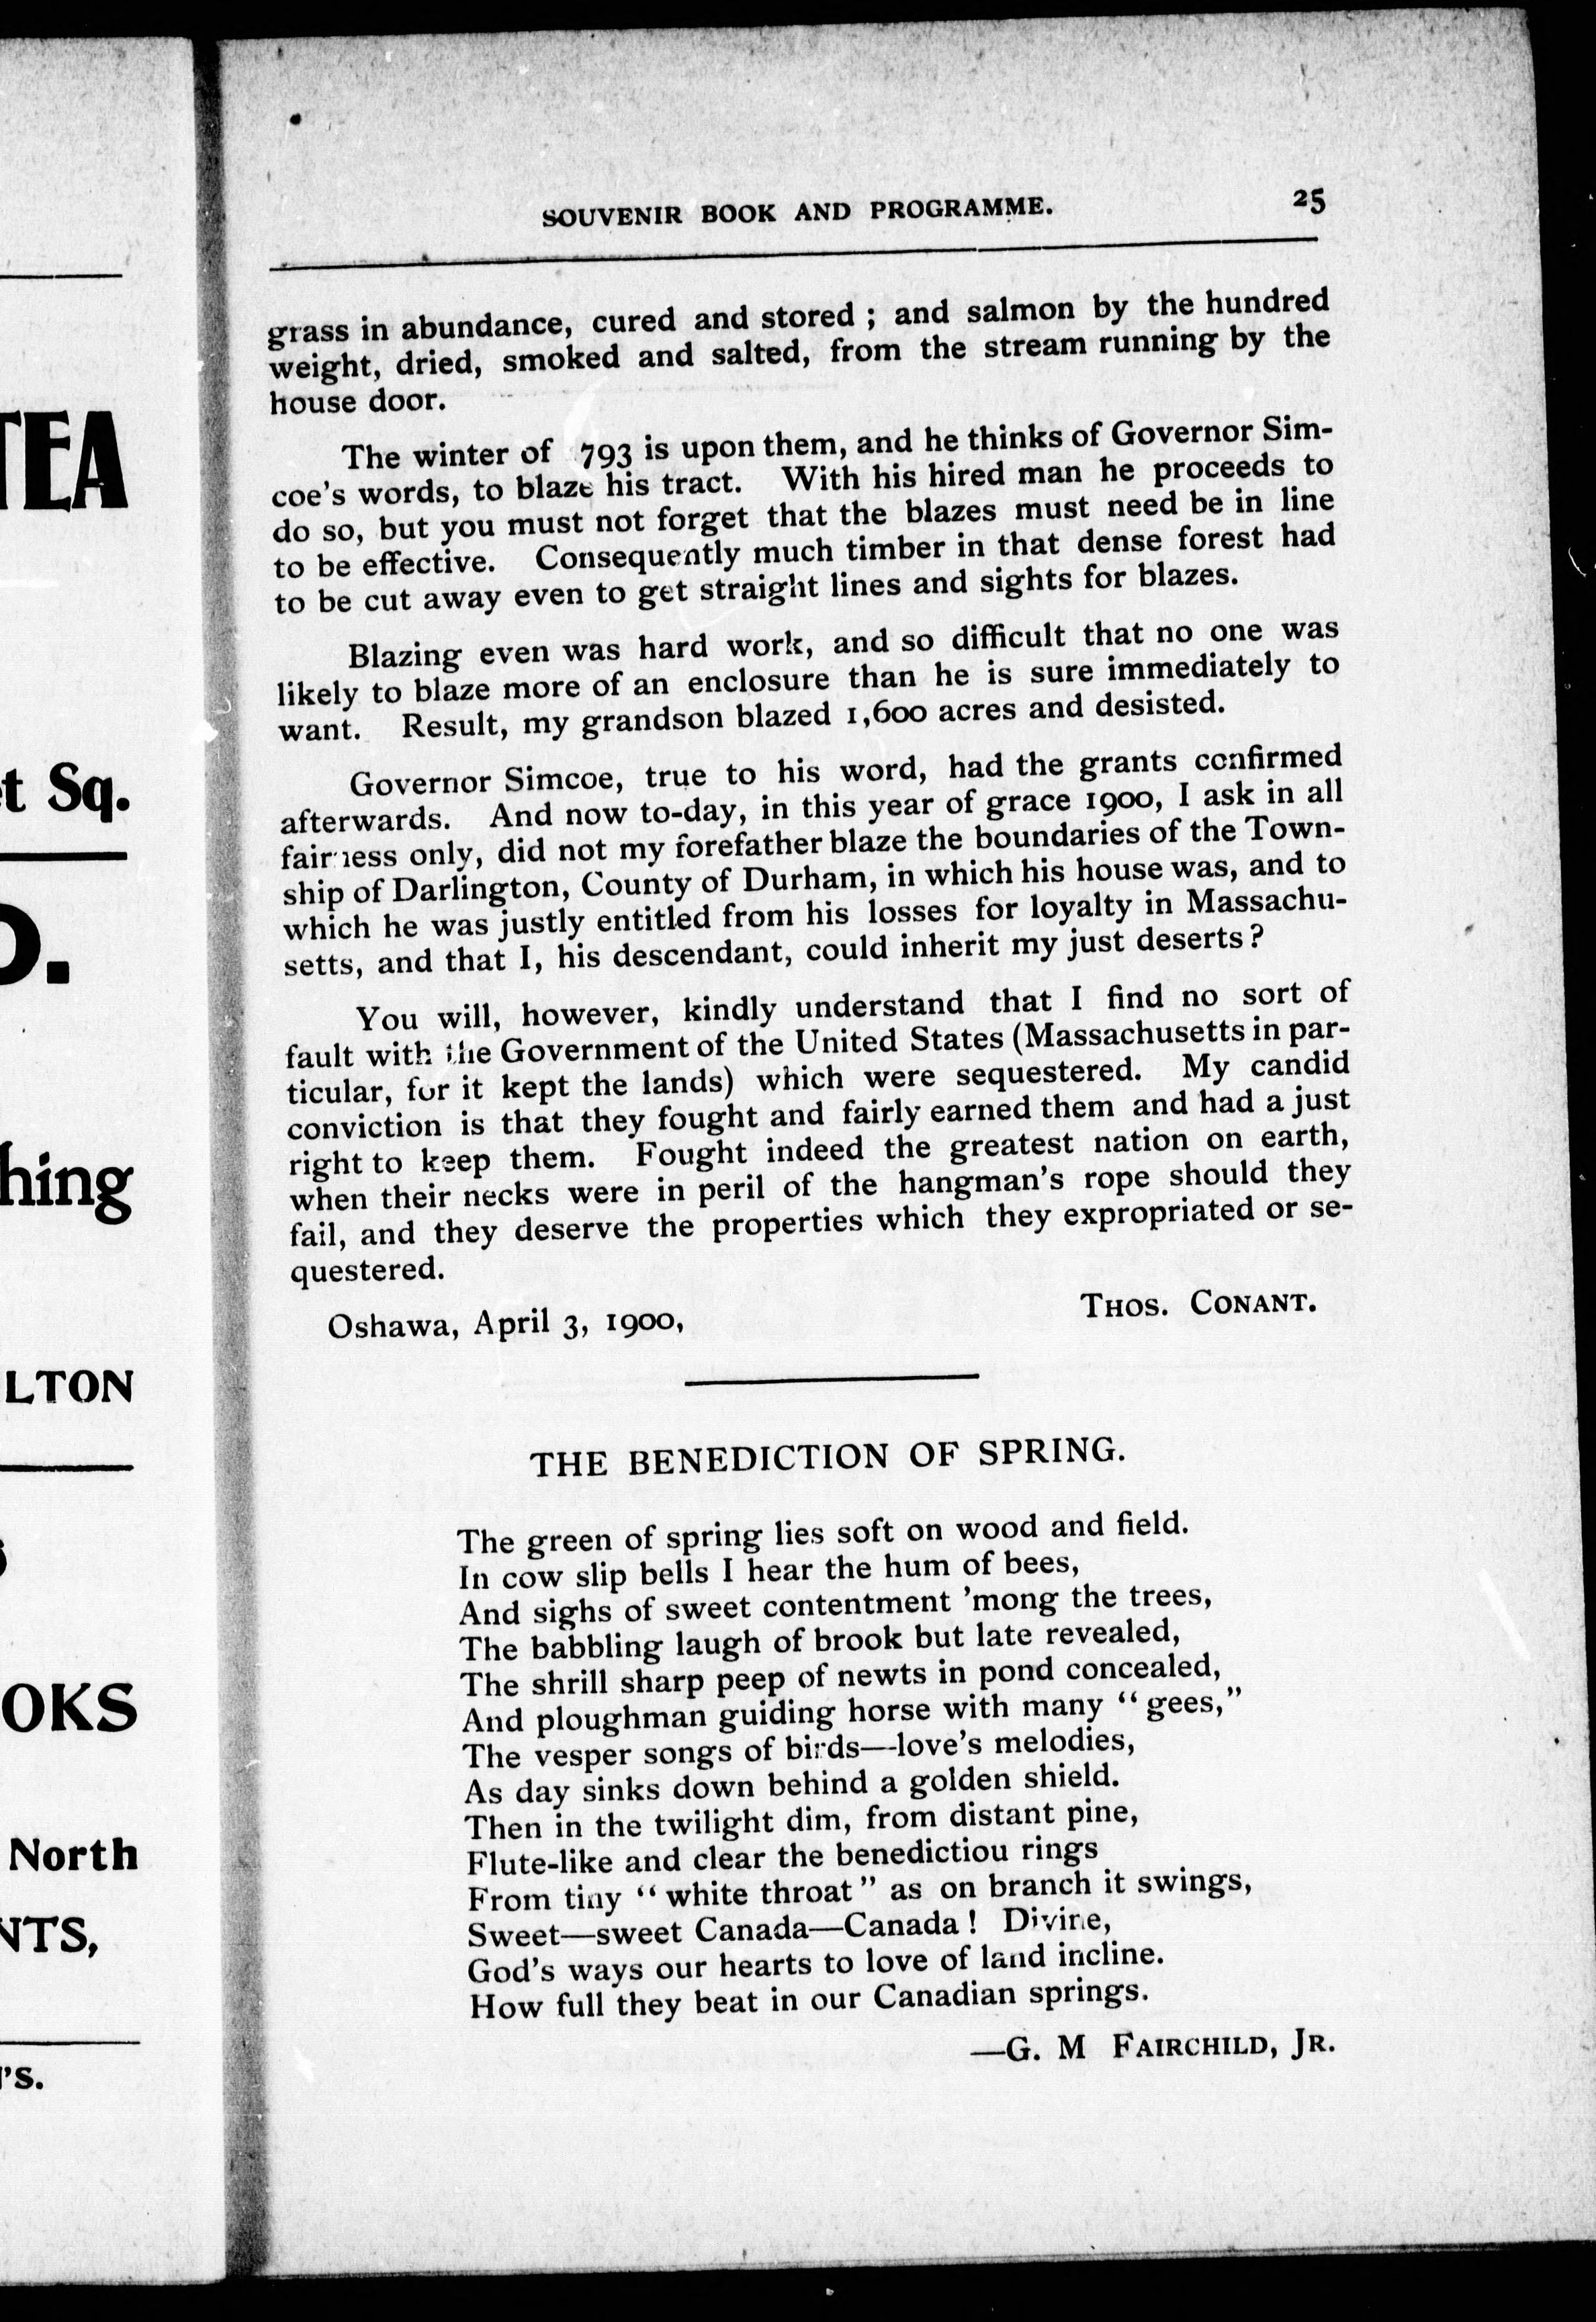 TEA
t Sq.
O.
hing
LTON
OKS
North
NTS,
'S.
SOUVENIR BOOK AND PROGRAMME. 25
grass in abundance, cured and stored ; and salmon by the hundred
weight, dried, smoked and salted, from the stream running by the
house door.
The winter of 793 is upon them, and he thinks of Governor Sim-
coe's words, to blaze his tract. With his hired man he proceeds to
do so, but you must not forget that the blazes must need be in line
to be effective. Consequently much timber in that dense forest had
to be cut away even to get straight lines and sights for blazes.
Blazing even was hard work, and so difficult that no one was
likely to blaze more of an enclosure than he is sure immediately to
want. Result, my grandson blazed 1,600 acres and desisted.
Governor Simcoe, true to his word, had the grants confirmed
afterwards. And now to-day, in this year of grace 1900, I ask in all
fairness only, did not my forefather blaze the boundaries of the Town-
ship of Darlington, County of Durham, in which his house was, and to
which he was justly entitled from his losses for loyalty in Massachu-
setts, and that I, his descendant, could inherit my just deserts?
You will, however, kindly understand that I find no sort of
fault with the Government of the United States (Massachusetts in par-
ticular, for it kept the lands) which were sequestered. My candid
conviction is that they fought and fairly earned them and had a just
right to keep them. Fought indeed the greatest nation on earth,
when their necks were in peril of the hangman's rope should they
fail, and they deserve the properties which they expropriated or se-
questered.
THOS. CONANT.
Oshawa, April 3, 1900,
THE BENEDICTION OF SPRING.
The green of spring lies soft on wood and field.
In cow slip bells I hear the hum of bees,
And sighs of sweet contentment 'mong the trees,
The babbling laugh of brook but late revealed,
The shrill sharp peep of newts in pond concealed,
And ploughman guiding horse with many "gees,"
The vesper songs of birds—love's melodies,
As day sinks down behind a golden shield.
Then in the twilight dim, from distant pine,
Flute-like and clear the benedictiou rings
From tiny "white throat" as on branch it swings,
Sweet—sweet Canada—Canada! Divine,
God's ways our hearts to love of land incline.
How full they beat in our Canadian springs.
—G. M FAIRCHILD, JR.